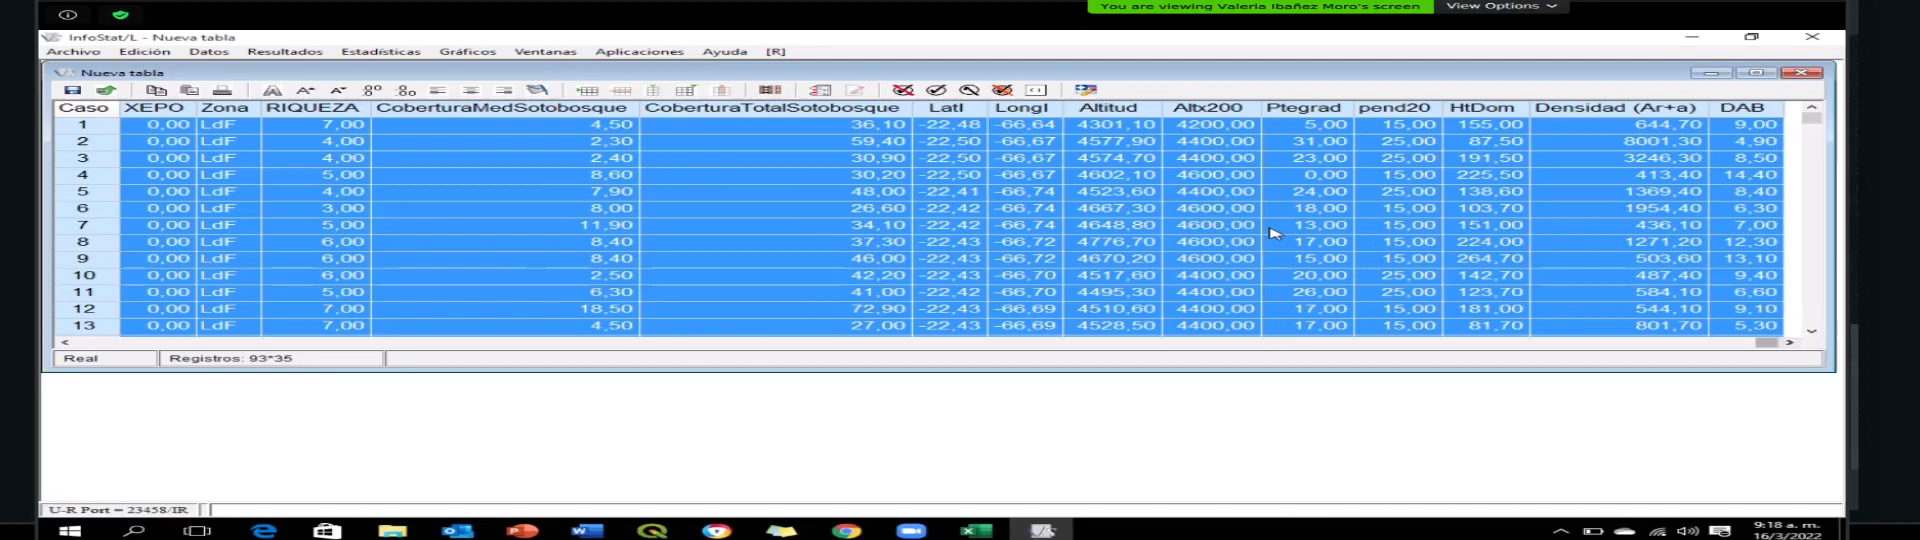 You are viewing Valeria Ibañez Moro's screen View Options
InfoStat/L - Nueva tabla
Archivo Edición Datos Resultados Estadísticas Gráficos Ventanas Aplicaciones Ayuda [R]
Nueva tabla
Caso XEPO Zona RIQUEZA CoberturaMedSotobosque CoberturaTotalSotobosque Latl Longl Altitud Altx200 Ptegrad pend20 HtDom Densidad (Ar+a) DAB
1 0,00 LdF 7,00 4,50 36,10 -22,48 -66,64 4301,10 4200,00 5,00 15,00 155,00 644,70 9,00
2 0,00 LdF 4,00 2,30 59,40 -22,50 -66,67 4577,90 4400,00 31,00 25,00 87,50 8001,30 4,90
3 0,00 LdF 4,00 2,40 30,90 -22,50 -66,67 4574,70 4400,00 23,00 25,00 191,50 3246,30 8,50
4 0,00 LdF 5,00 8,60 30,20 -22,50 -66,67 4602,10 4600,00 0,00 15,00 225,50 413,40 14,40
5 0,00 LdF 4,00 7,90 48,00 -22,41 -66,74 4523,60 4400,00 24,00 25,00 138,60 1369,40 8,40
6 0,00 LdF 3,00 8,00 26,60 -22,42 -66,74 4667,30 4600,00 18,00 15,00 103,70 1954,40 6,30
7 0,00 LdF 5,00 11,90 34,10 -22,42 -66,74 4648,80 4600,00 13,00 15,00 151,00 436,10 7,00
8 0,00 LdF 6,00 8,40 37,30 -22,43 -66,72 4776,70 4600,00 17,00 15,00 224,00 1271,20 12,30
9 0,00 LdF 6,00 8,40 46,00 -22,43 -66,72 4670,20 4600,00 15,00 15,00 264,70 503,60 13,10
10 0,00 LdF 6,00 2,50 42,20 -22,43 -66,70 4517,60 4400,00 20,00 25,00 142,70 487,40 9,40
11 0,00 LdF 5,00 6,30 41,00 -22,42 -66,70 4495,30 4400,00 26,00 25,00 123,70 584,10 6,60
12 0,00 LdF 7,00 18,50 72,90 -22,43 -66,69 4510,60 4400,00 17,00 15,00 181,00 544,10 9,10
13 0,00 LdF 7,00 4,50 27,00 -22,43 -66,69 4528,50 4400,00 17,00 15,00 81,70 801,70 5,30
Real Registros: 93*35
U-R Port = 23458/IR
9:18 a. m.
16/3/2022